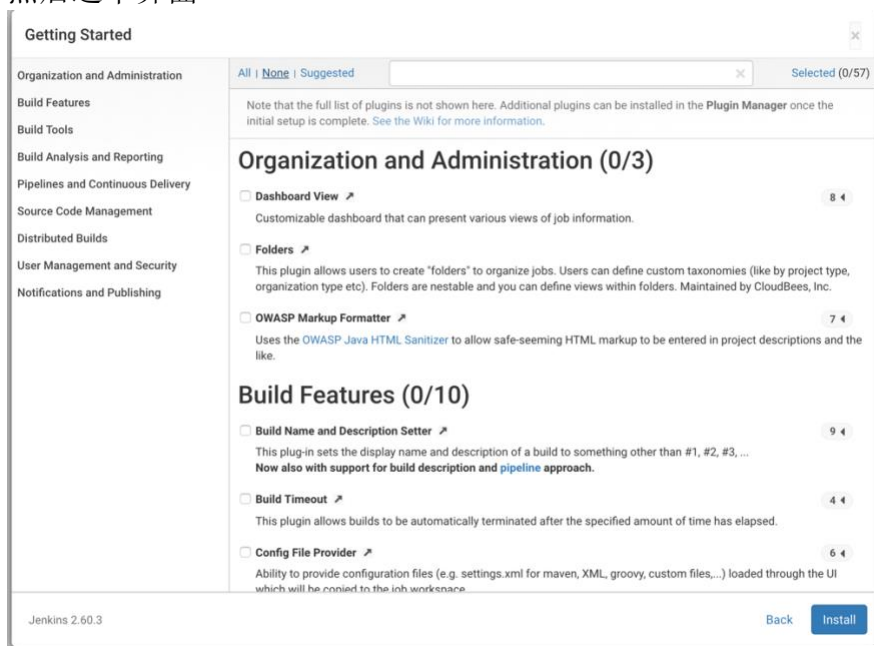 Getting Started
Organization and Administration
Build Features
Build Tools
Build Analysis and Reporting
Pipelines and Continuous Delivery
Source Code Management
Distributed Builds
User Management and Security
Notifications and Publishing
All | None | Suggested
Selected (0/57)
Note that the full list of plugins is not shown here. Additional plugins can be installed in the Plugin Manager once the
initial setup is complete. See the Wiki for more information.
Organization and Administration (0/3)
Dashboard View
8
Customizable dashboard that can present various views of job information.
Folders
This plugin allows users to create "folders" to organize jobs. Users can define custom taxonomies (like by project type,
organization type etc). Folders are nestable and you can define views within folders. Maintained by CloudBees, Inc.
OWASP Markup Formatter
7
Uses the OWASP Java HTML Sanitizer to allow safe-seeming HTML markup to be entered in project descriptions and the
like.
Build Features (0/10)
Build Name and Description Setter
9
This plug-in sets the display name and description of a build to something other than #1, #2, #3, ...
Now also with support for build description and pipeline approach.
Build Timeout
4
This plugin allows builds to be automatically terminated after the specified amount of time has elapsed.
Config File Provider
6
Ability to provide configuration files (e.g. settings.xml for maven, XML, groovy, custom files,...) loaded through the UI
which will be copied to the job workspace
Jenkins 2.60.3
Back
Install